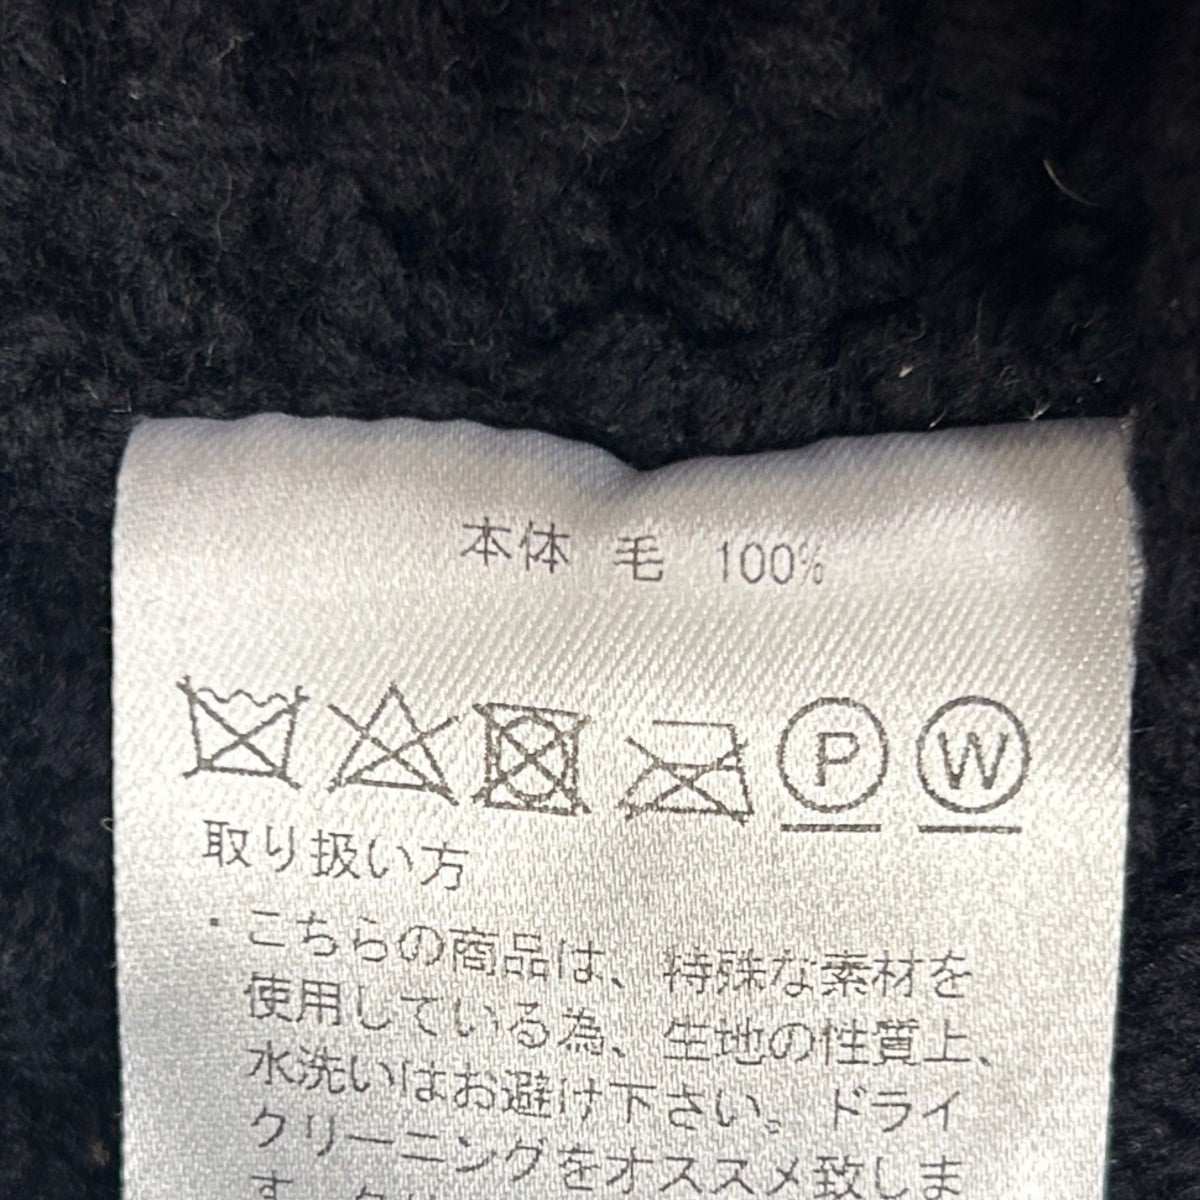 本体 毛 100%
P W
取り扱い方
・こちらの商品は、特殊な素材を
使用している為、生地の性質上、
水洗いはお避け下さい。ドライ
クリーニングをオススメ致しま
す。